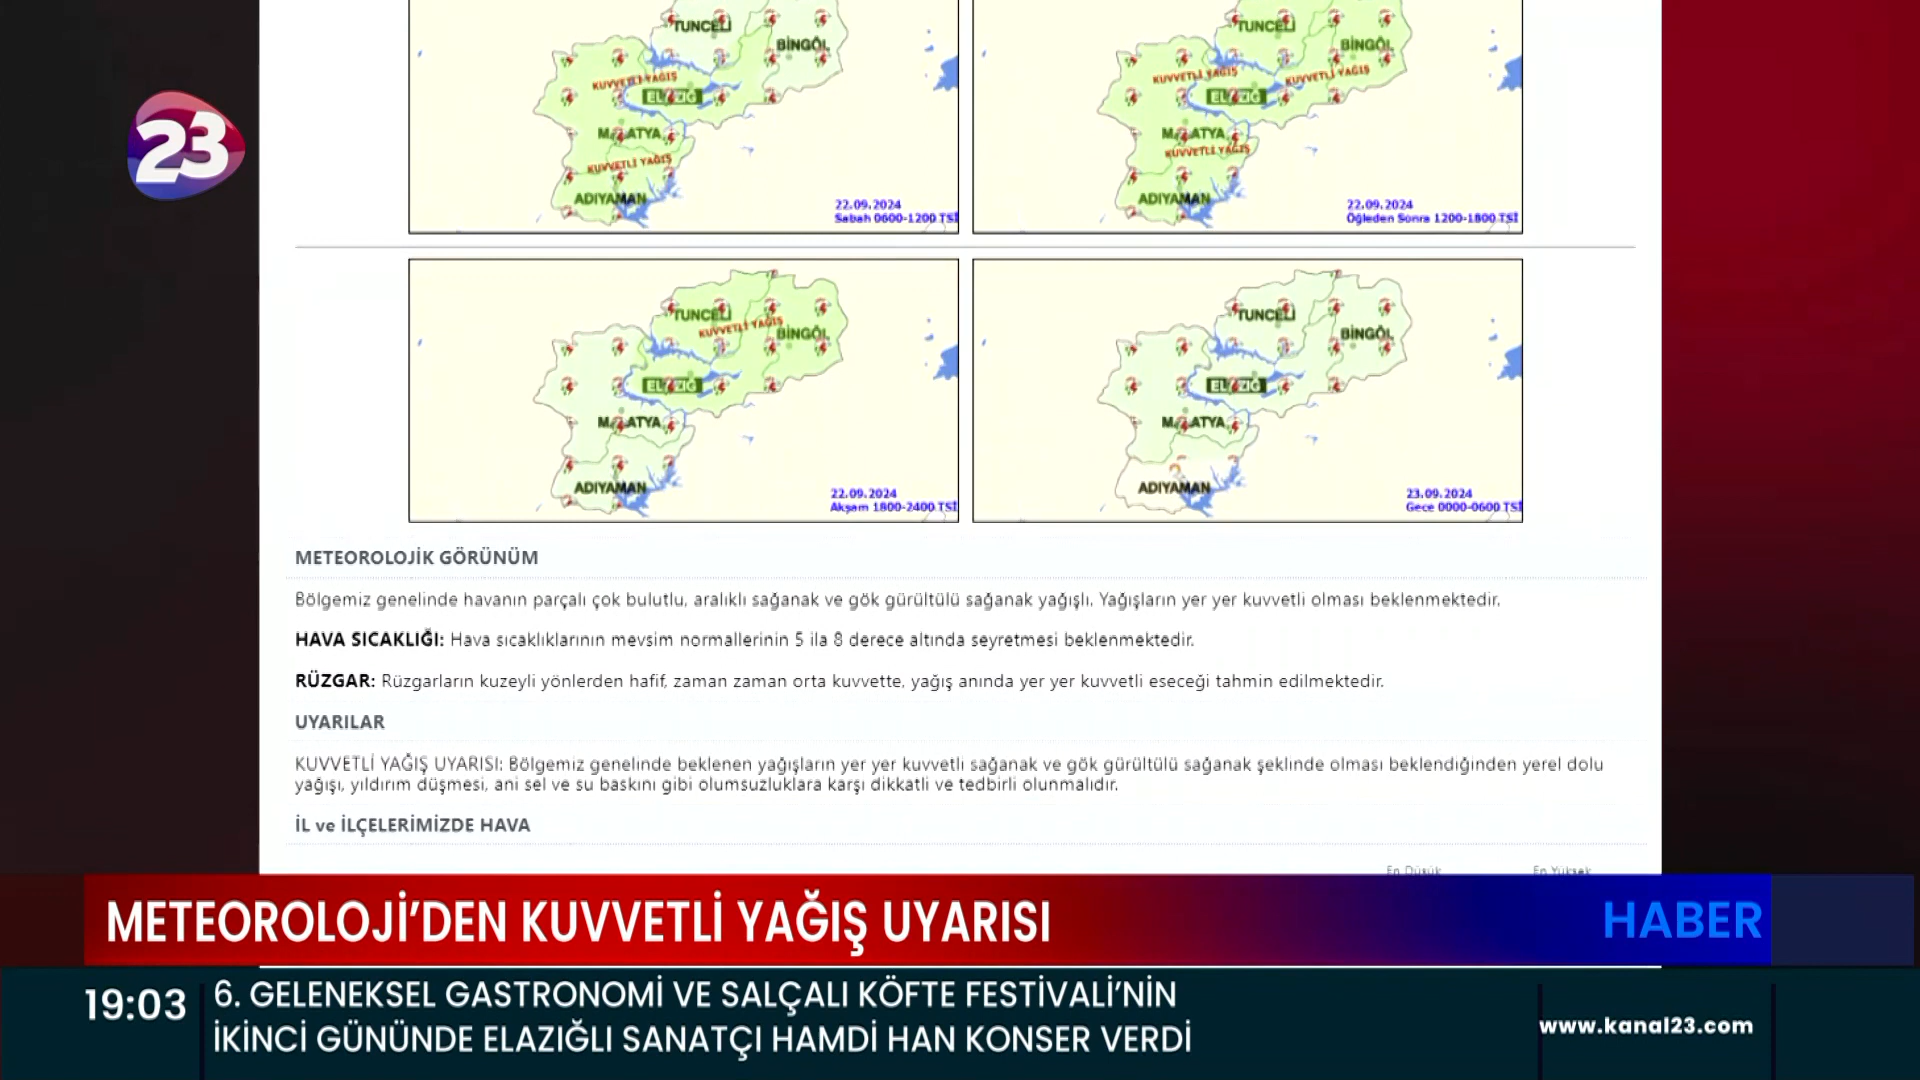 TUNCELİ
BİNGÖL
KUVVETLİ YAĞIŞ
ELAZIĞ
MALATYA
KUVVETLİ YAĞIŞ
ADIYAMAN
22.09.2024
Sabah 0600-1200 TSİ
TUNCELİ
BİNGÖL
KUVVETLİ YAĞIŞ
KUVVETLİ YAĞIŞ
ELAZIĞ
MALATYA
KUVVETLİ YAĞIŞ
ADIYAMAN
22.09.2024
Öğleden Sonra 1200-1800 TSİ
23
TUNCELİ
KUVVETLİ YAĞIŞ
BİNGÖL
ELAZIĞ
MALATYA
ADIYAMAN
22.09.2024
Akşam 1800-2400 TSİ
TUNCELİ
BİNGÖL
ELAZIĞ
MALATYA
ADIYAMAN
23.09.2024
Gece 0000-0600 TSİ
METEOROLOJİK GÖRÜNÜM
Bölgemiz genelinde havanın parçalı çok bulutlu, aralıklı sağanak ve gök gürültülü sağanak yağışlı. Yağışların yer yer kuvvetli olması beklenmektedir.
HAVA SICAKLIĞI: Hava sıcaklıklarının mevsim normallerinin 5 ila 8 derece altında seyretmesi beklenmektedir.
RÜZGAR: Rüzgarların kuzeyli yönlerden hafif, zaman zaman orta kuvvette, yağış anında yer yer kuvvetli eseceği tahmin edilmektedir.
UYARILAR
KUVVETLİ YAĞIŞ UYARISI: Bölgemiz genelinde beklenen yağışların yer yer kuvvetli sağanak ve gök gürültülü sağanak şeklinde olması beklendiğinden yerel dolu
yağışı, yıldırım düşmesi, ani sel ve su baskını gibi olumsuzluklara karşı dikkatli ve tedbirli olunmalıdır.
İL ve İLÇELERİMİZDE HAVA
En Düşük En Yüksek
METEOROLOJİ’DEN KUVVETLİ YAĞIŞ UYARISI
HABER
19:03
6. GELENEKSEL GASTRONOMİ VE SALÇALI KÖFTE FESTİVALİ’NİN
İKİNCİ GÜNÜNDE ELAZIĞLI SANATÇI HAMDİ HAN KONSER VERDİ
www.kanal23.com